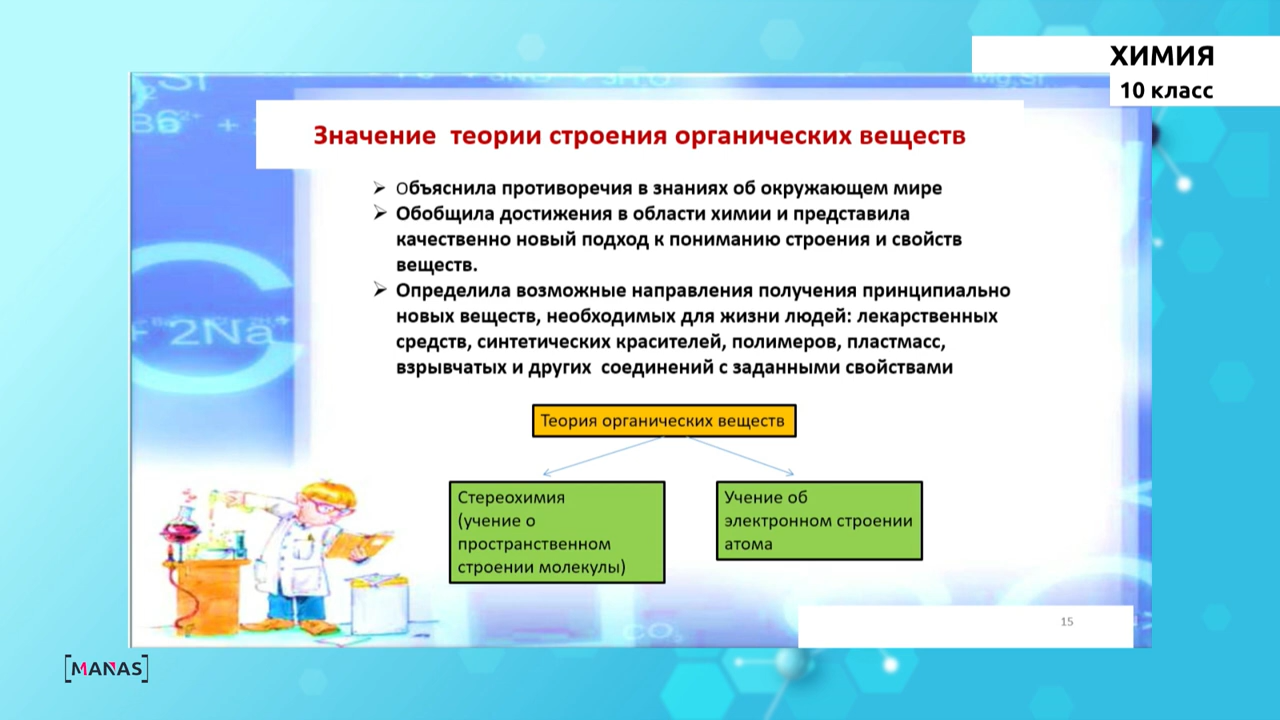 ХИМИЯ
10 класс
Значение теории строения органических веществ
➢ Объяснила противоречия в знаниях об окружающем мире
➢ Обобщила достижения в области химии и представила
качественно новый подход к пониманию строения и свойств
веществ.
➢ Определила возможные направления получения принципиально
новых веществ, необходимых для жизни людей: лекарственных
средств, синтетических красителей, полимеров, пластмасс,
взрывчатых и других соединений с заданными свойствами
Теория органических веществ
Стереохимия
(учение о
пространственном
строении молекулы)
Учение об
электронном строении
атома
+ 2Na
CO₂
15
[MANAS]